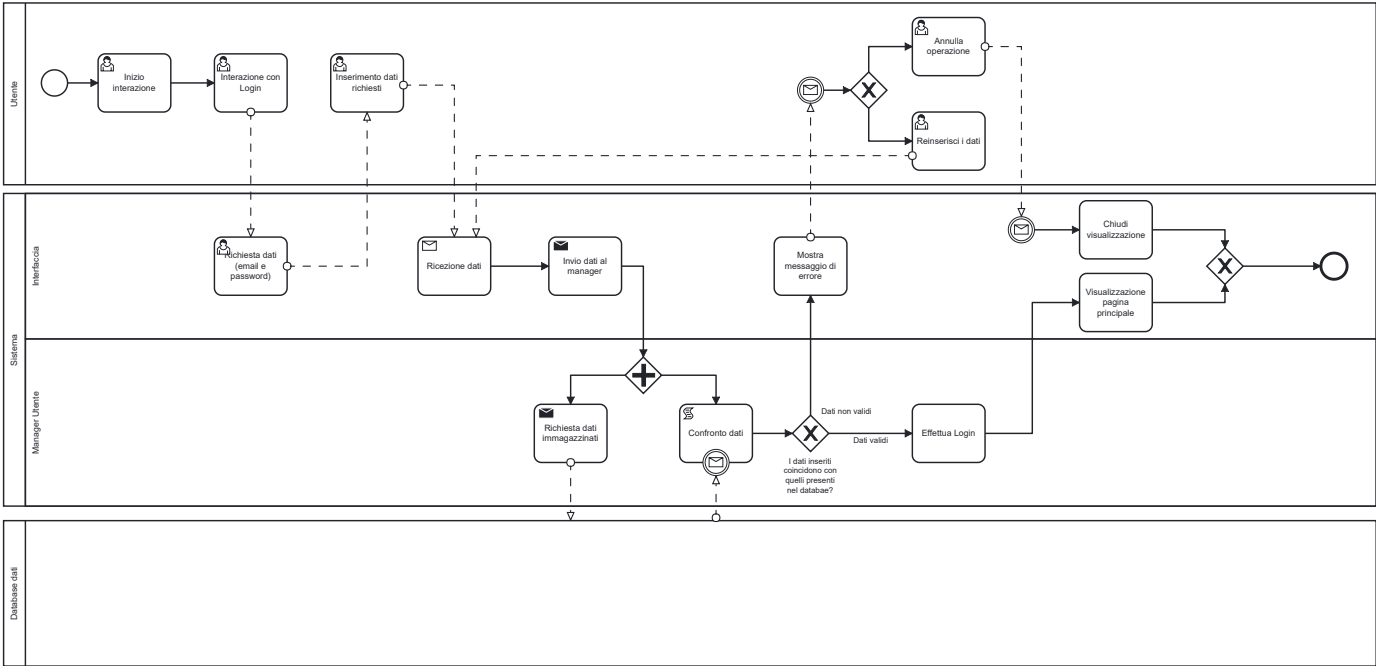 Utente
Inizio
interazione
Interazione con
Login
Inserimento dati
richiesti
Annulla
operazione
Reinserisci i dati
Sistema
Interfaccia
Richiesta dati
(email e
password)
Ricezione dati
Invio dati al
manager
Mostra
messaggio di
errore
Chiudi
visualizzazione
Visualizzazione
pagina
principale
Manager Utente
Richiesta dati
immagazzinati
Confronto dati
Dati non validi
Dati validi
I dati inseriti
coincidono con
quelli presenti
nel databae?
Effettua Login
Database dati